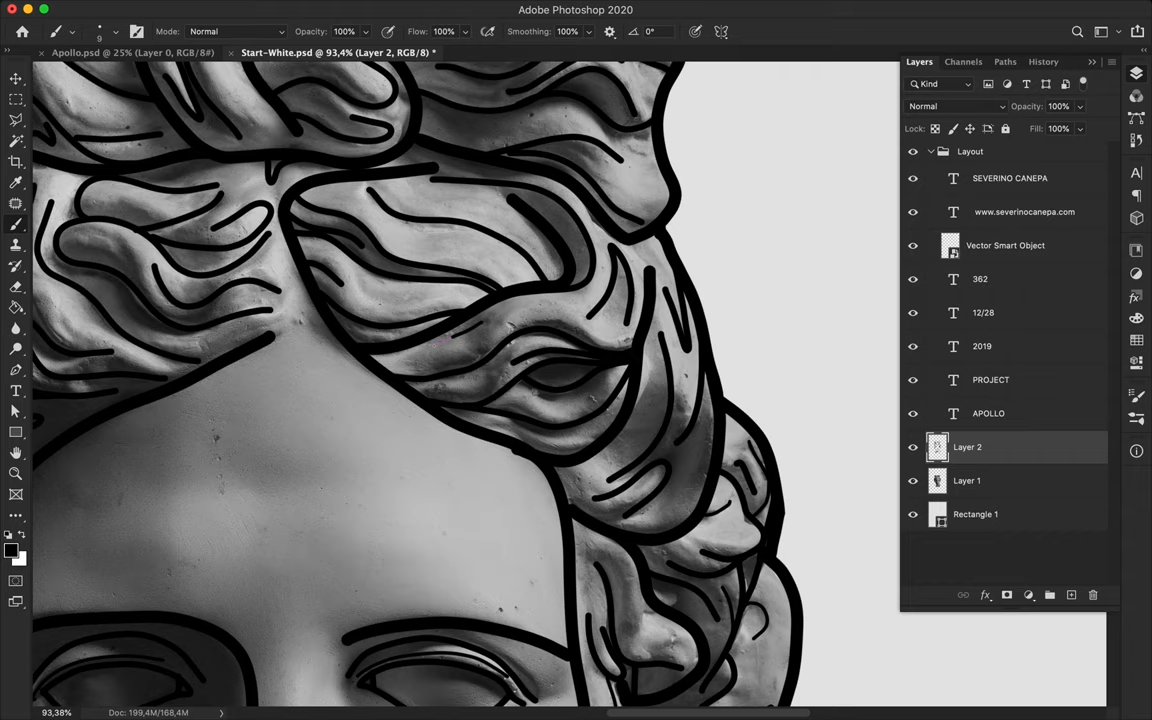 Adobe Photoshop 2020
9 Mode: Normal Opacity: 100% Flow: 100% Smoothing: 100% 0°
Apollo.psd @ 25% (Layer 0, RGB/8#) Start-White.psd @ 93,4% (Layer 2, RGB/8) *
Layers Channels Paths History
Kind
Normal Opacity: 100%
Lock: Fill: 100%
Layout
SEVERINO CANEPA
www.severinocanepa.com
Vector Smart Object
362
12/28
2019
PROJECT
APOLLO
Layer 2
Layer 1
Rectangle 1
93,38% Doc: 199,4M/168,4M